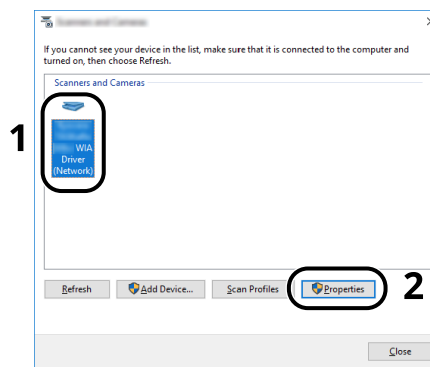 If you cannot see your device in the list, make sure that it is connected to the computer and
turned on, then choose Refresh.
Scanners and Cameras
1
WIA
Driver
(Network)
Refresh
Add Device...
Scan Profiles
Properties
2
Close